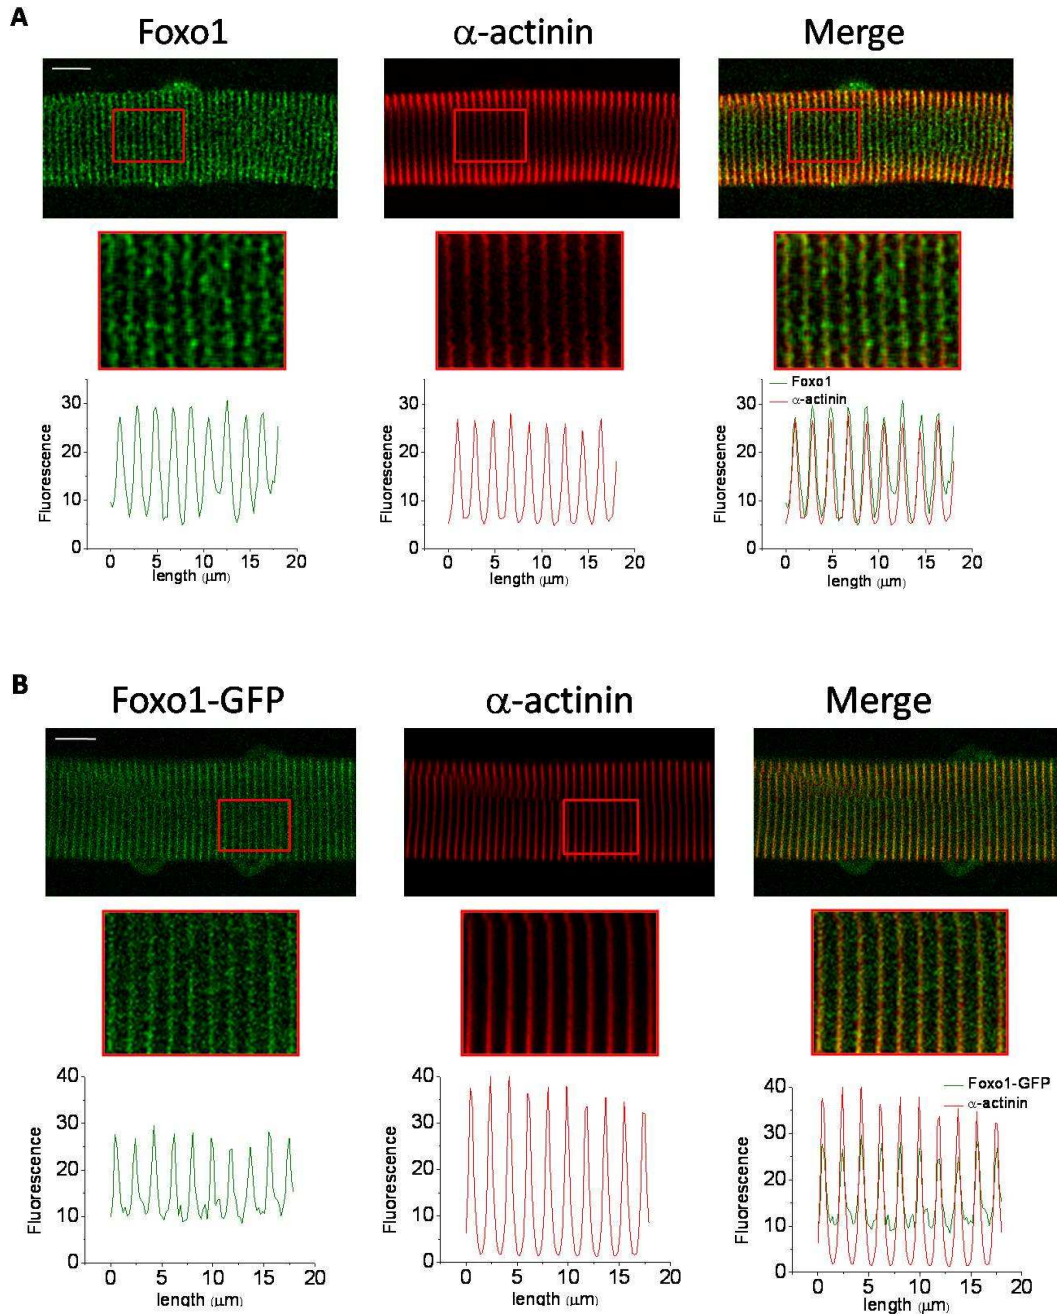 A
Foxo1 α-actinin Merge
Foxo1
α-actinin
30 30 30
20 20 20
10 10 10
0 0 0
Fluorescence Fluorescence Fluorescence
0 5 10 15 20 0 5 10 15 20 0 5 10 15 20
length (μm) length (μm) length (μm)
B
Foxo1-GFP α-actinin Merge
Foxo1-GFP
α-actinin
40 40 40
30 30 30
20 20 20
10 10 10
0 0 0
Fluorescence Fluorescence Fluorescence
0 5 10 15 20 0 5 10 15 20 0 5 10 15 20
length (μm) length (μm) length (μm)